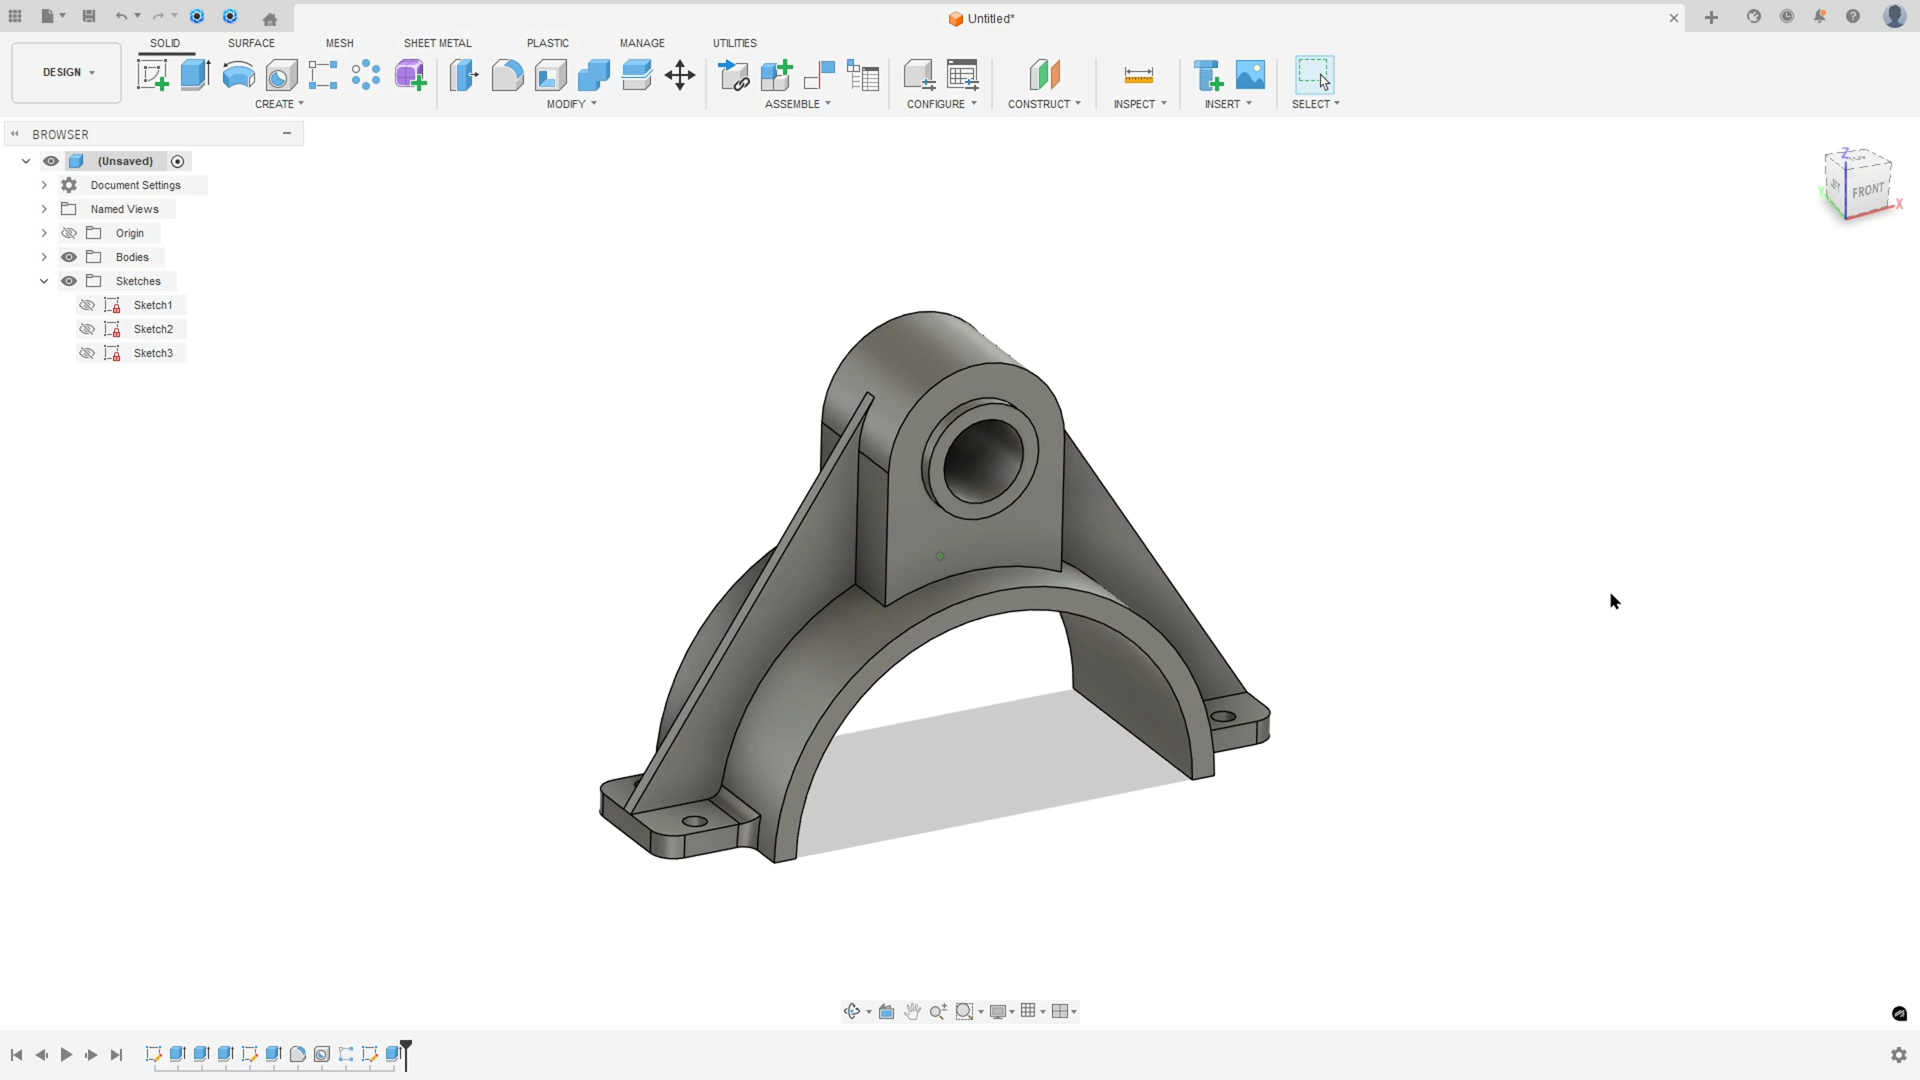 Untitled*
SOLID SURFACE MESH SHEET METAL PLASTIC MANAGE UTILITIES
DESIGN
CREATE MODIFY ASSEMBLE CONFIGURE CONSTRUCT INSPECT INSERT SELECT
BROWSER
(Unsaved)
Document Settings
Named Views
Origin
Bodies
Sketches
Sketch1
Sketch2
Sketch3
Z
TOP
FRONT
X
Y